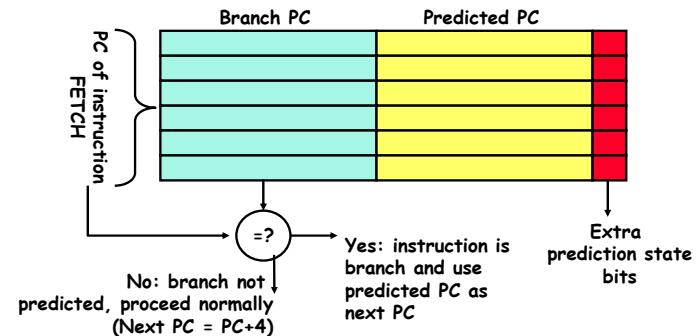 Branch PC
Predicted PC
PC of instruction
FETCH
=?
Yes: instruction is
branch and use
predicted PC as
next PC
No: branch not
predicted, proceed normally
(Next PC = PC+4)
Extra
prediction state
bits